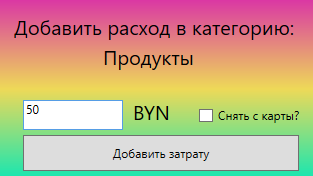 Добавить расход в категорию:
Продукты
50 BYN Снять с карты?
Добавить затрату